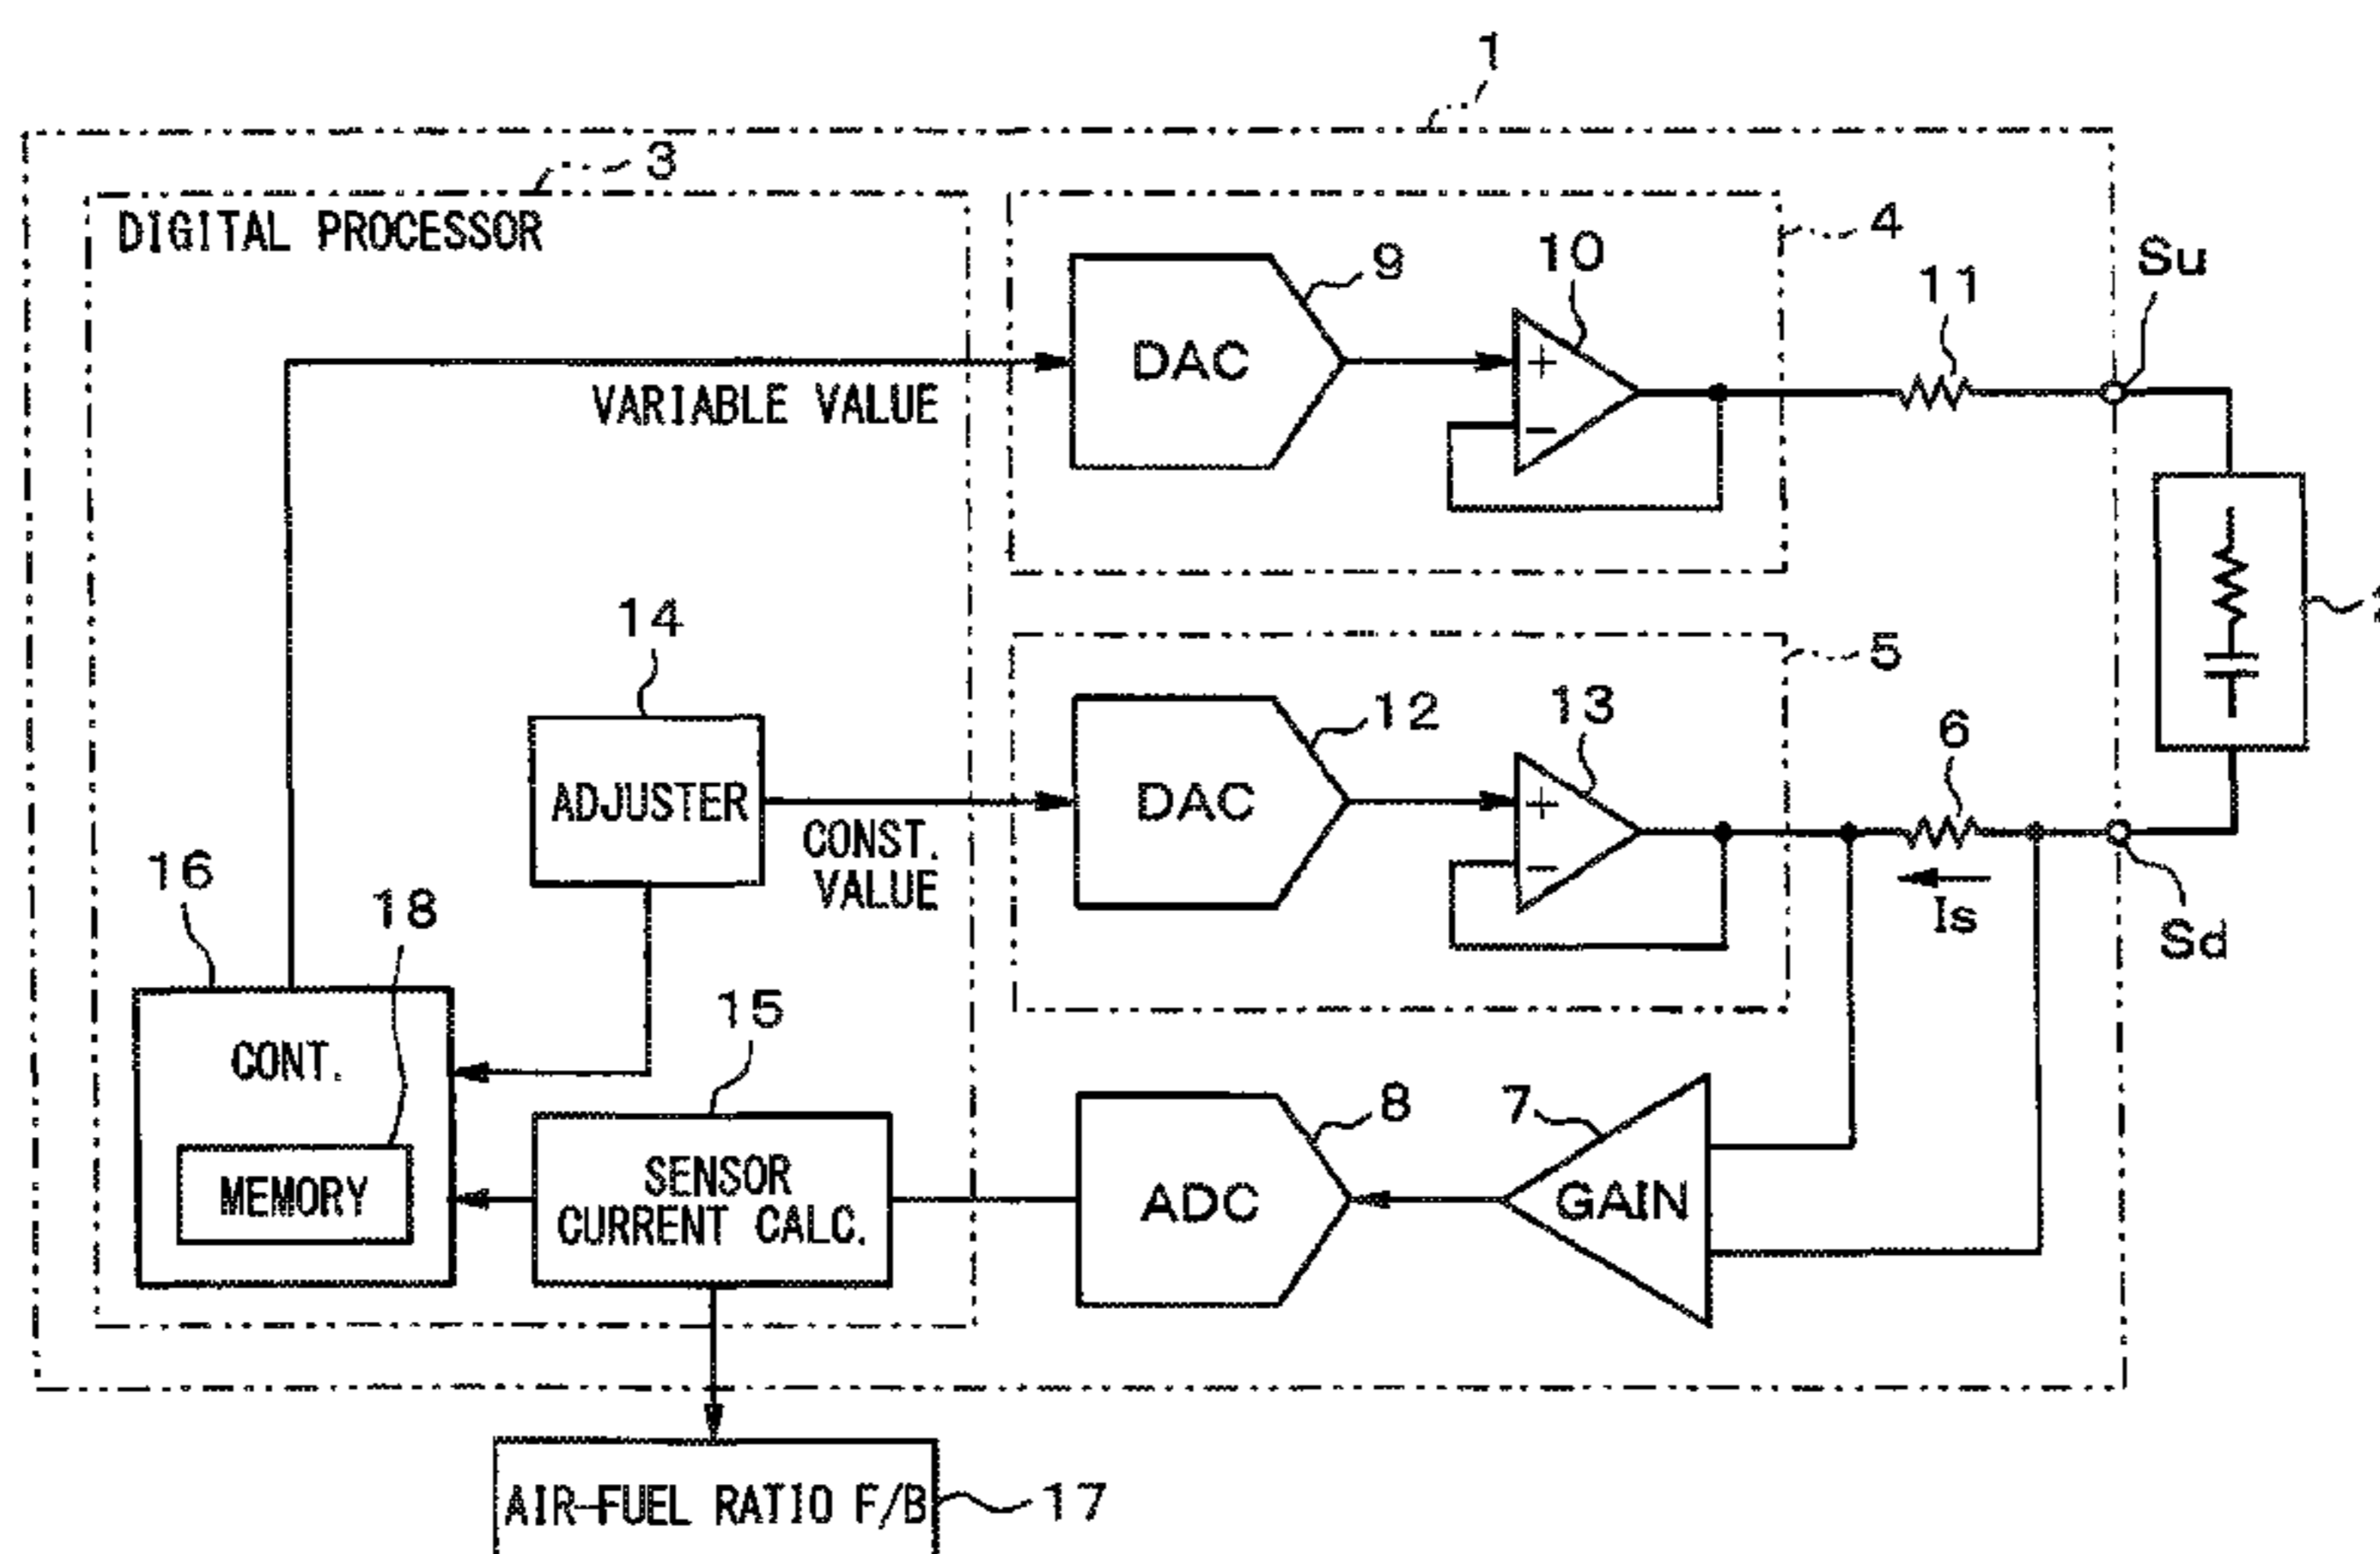 1
3
DIGITAL PROCESSOR
4
9
10
Su
11
DAC
+
VARIABLE VALUE
−
14
5
12
13
6
ADJUSTER
DAC
+
CONST.
VALUE
−
16
18
Is
Sd
15
CONT.
8
7
SENSOR
CURRENT CALC.
MEMORY
ADC
GAIN
AIR-FUEL RATIO F/B
17